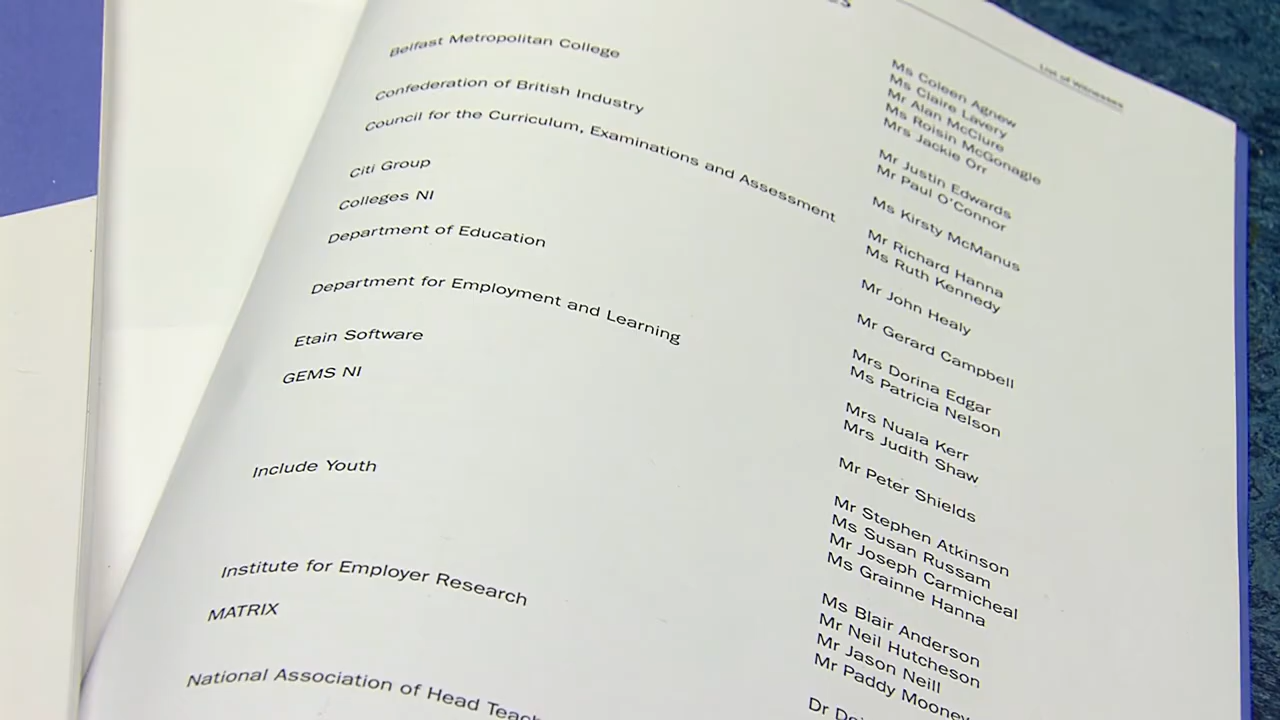 List of Witnesses
Belfast Metropolitan College
Confederation of British Industry
Council for the Curriculum, Examinations and Assessment
Citi Group
Colleges NI
Department of Education
Department for Employment and Learning
Etain Software
GEMS NI
Include Youth
Institute for Employer Research
MATRIX
National Association of Head
Ms Coleen Agnew
Ms Claire Lavery
Mr Alan McClure
Ms Roisin McGonagle
Mrs Jackie Orr
Mr Justin Edwards
Mr Paul O'Connor
Ms Kirsty McManus
Mr Richard Hanna
Ms Ruth Kennedy
Mr John Healy
Mr Gerard Campbell
Mrs Dorina Edgar
Ms Patricia Nelson
Mrs Nuala Kerr
Mrs Judith Shaw
Mr Peter Shields
Mr Stephen Atkinson
Ms Susan Russam
Mr Joseph Carmicheal
Ms Grainne Hanna
Ms Blair Anderson
Mr Neil Hutcheson
Mr Jason Neill
Mr Paddy Mooney
Dr